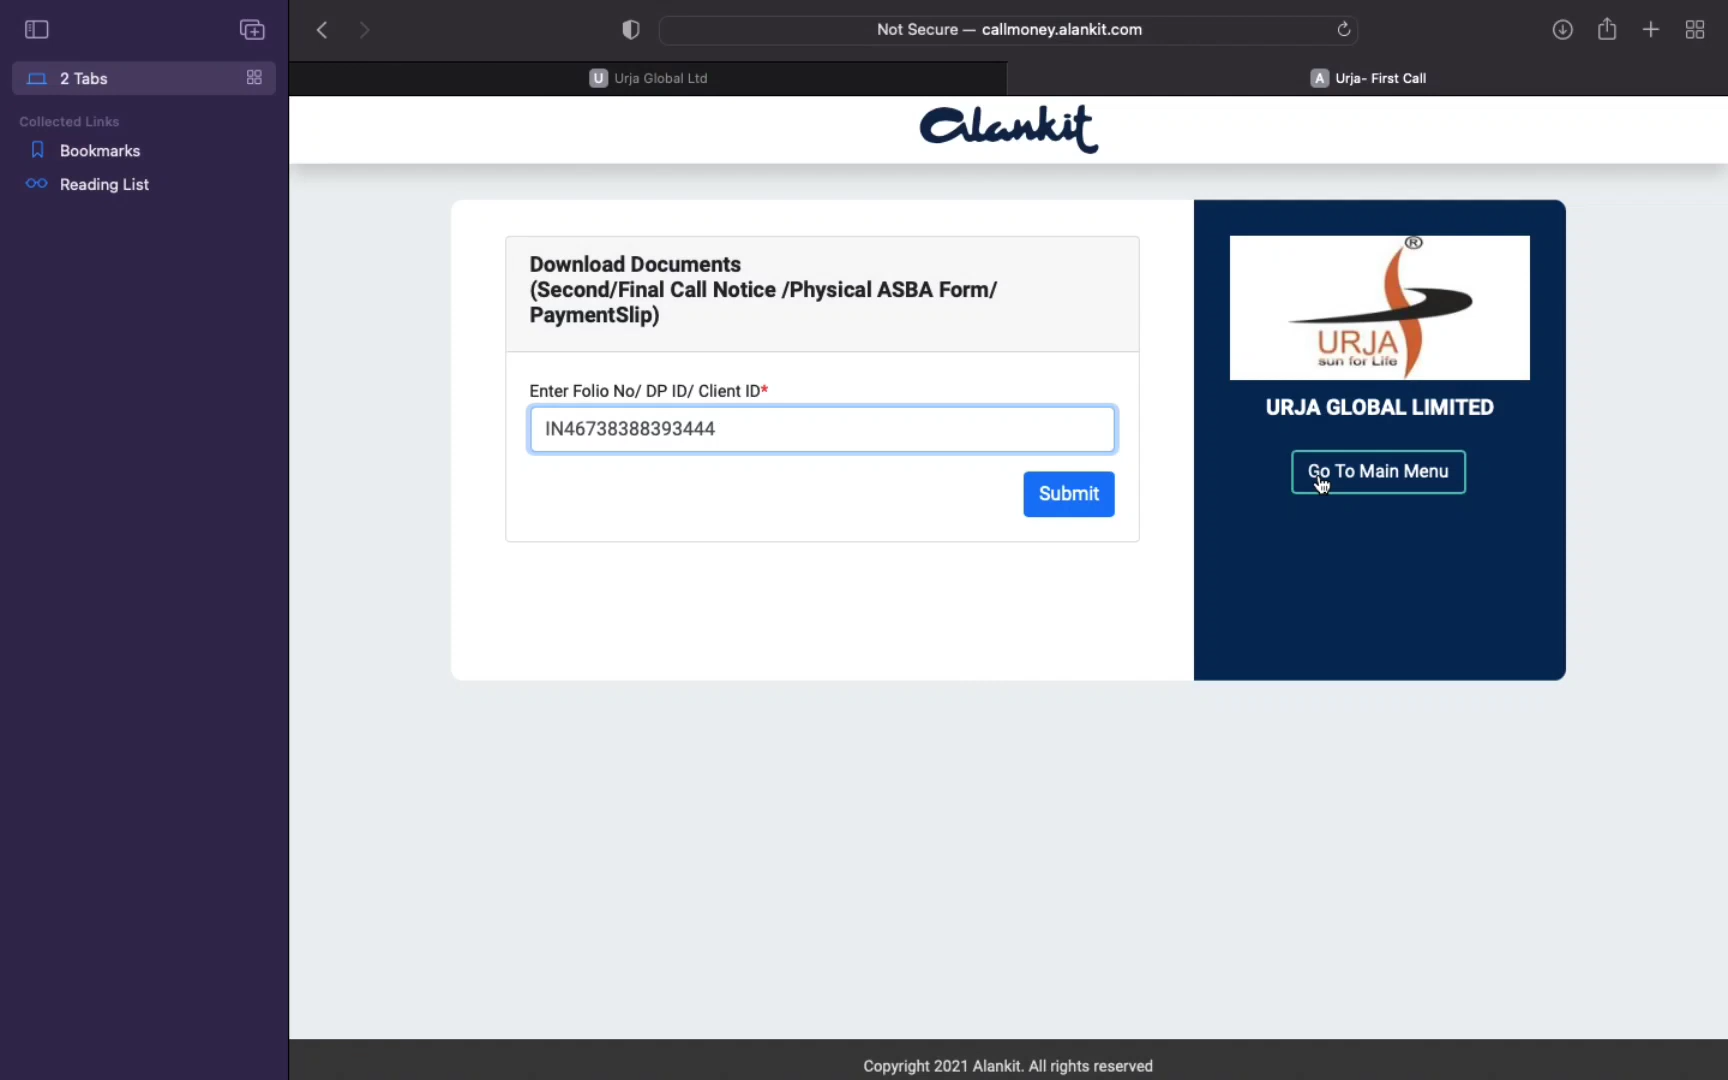 2 Tabs
Collected Links
Bookmarks
Reading List
Not Secure — callmoney.alankit.com
U Urja Global Ltd
A Urja- First Call
alankit
Download Documents
(Second/Final Call Notice /Physical ASBA Form/
PaymentSlip)
Enter Folio No/ DP ID/ Client ID*
IN46738388393444
Submit
®
URJA
sun for Life
URJA GLOBAL LIMITED
Go To Main Menu
Copyright 2021 Alankit. All rights reserved